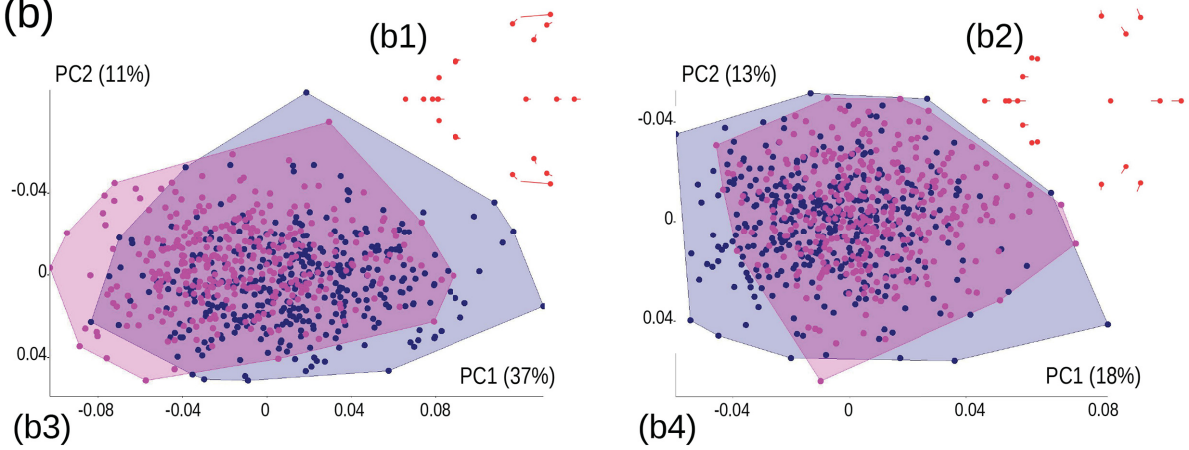 (b)
(b1)
(b2)
PC2 (11%)
PC2 (13%)
-0.04
0
0.04
-0.04
0
0.04
PC1 (37%)
PC1 (18%)
-0.08 -0.04 0 0.04 0.08
-0.04 0 0.04 0.08
(b3)
(b4)